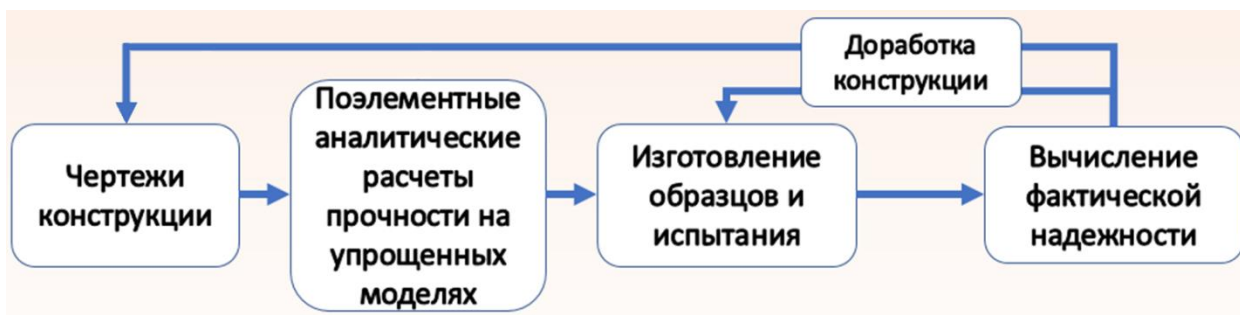 Доработка
конструкции
Чертежи
конструкции
Поэлементные
аналитические
расчеты
прочности на
упрощенных
моделях
Изготовление
образцов и
испытания
Вычисление
фактической
надежности